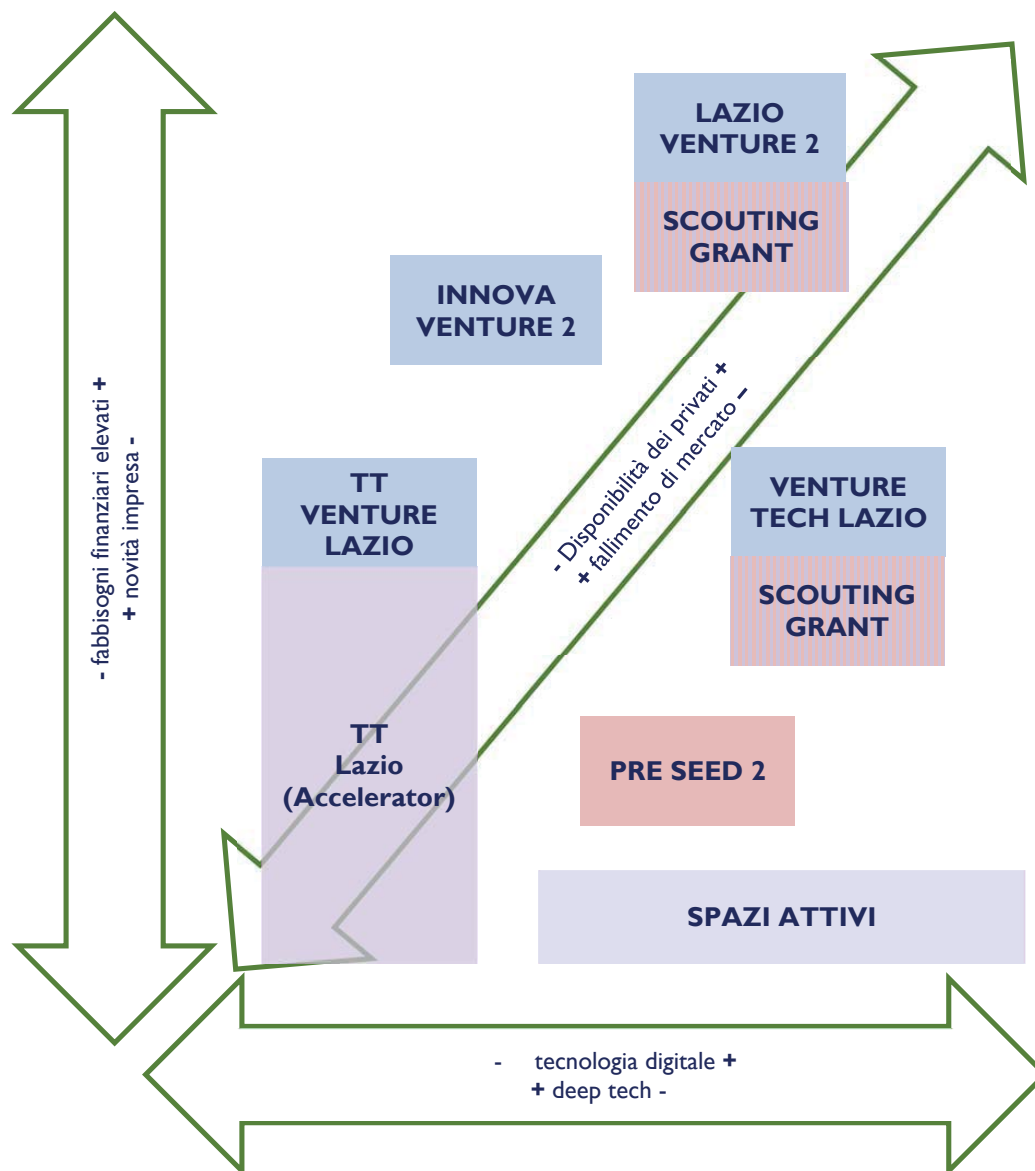 LAZIO
VENTURE 2
SCOUTING
GRANT
INNOVA
VENTURE 2
- fabbisogni finanziari elevati +
+ novità impresa -
- Disponibilità dei privati +
+ fallimento di mercato –
TT
VENTURE
LAZIO
VENTURE
TECH LAZIO
SCOUTING
GRANT
TT
Lazio
(Accelerator)
PRE SEED 2
SPAZI ATTIVI
- tecnologia digitale +
+ deep tech -